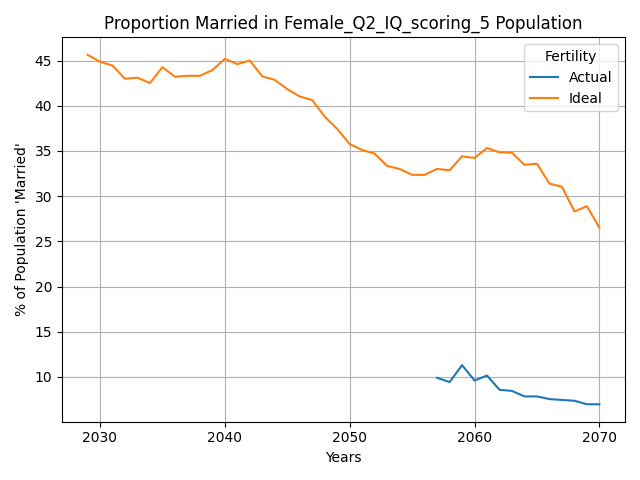 Proportion Married in Female_Q2_IQ_scoring_5 Population
Fertility
Actual
Ideal
% of Population 'Married'
45
40
35
30
25
20
15
10
2030 2040 2050 2060 2070
Years